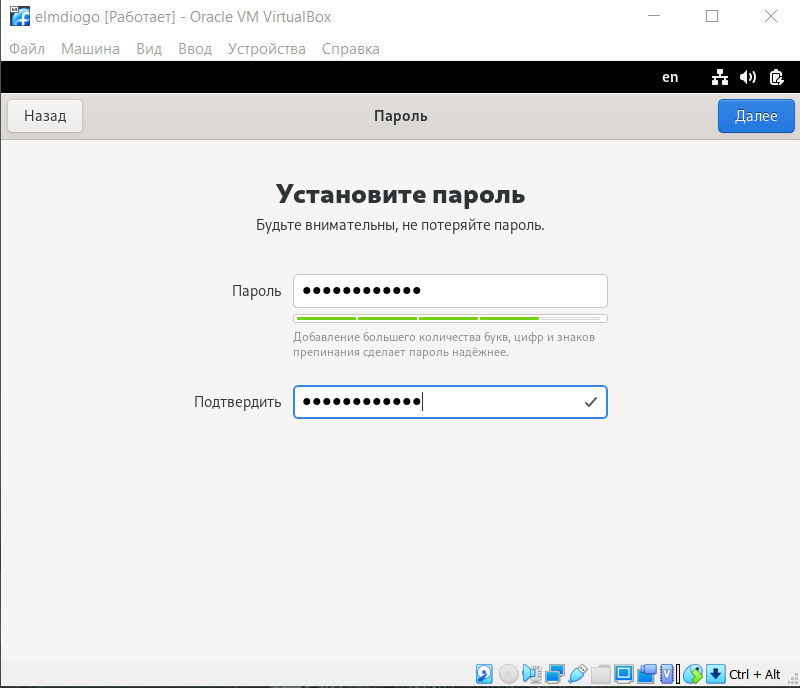 elmdiogo [Работает] - Oracle VM VirtualBox
Файл Машина Вид Ввод Устройства Справка
en
Назад Пароль Далее
Установите пароль
Будьте внимательны, не потеряйте пароль.
Пароль ●●●●●●●●●●●●
Добавление большего количества букв, цифр и знаков
препинания сделает пароль надёжнее.
Подтвердить ●●●●●●●●●●●●
Ctrl + Alt